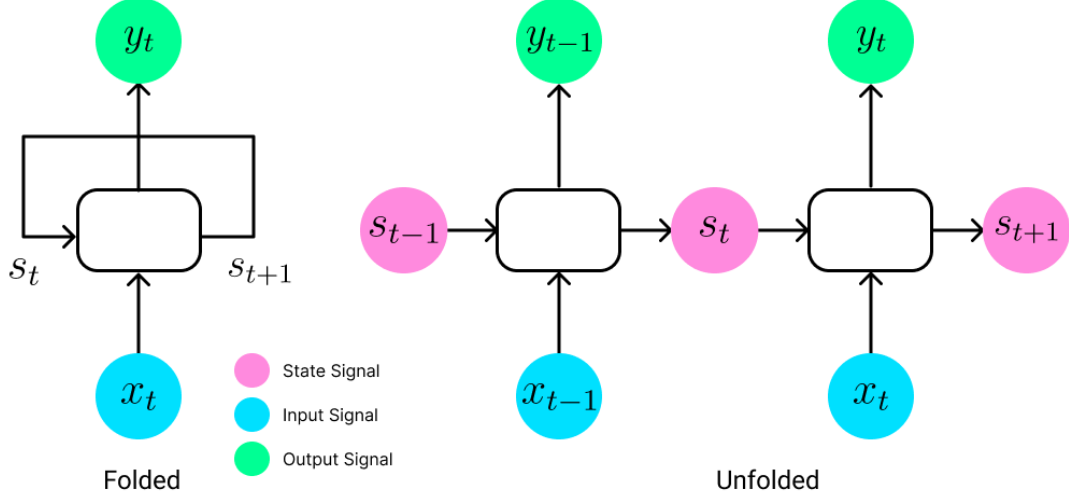 y_t
y_{t-1}
y_t
s_{t-1}
s_t
s_{t+1}
s_t
s_{t+1}
x_t
x_{t-1}
x_t
State Signal
Input Signal
Output Signal
Folded
Unfolded